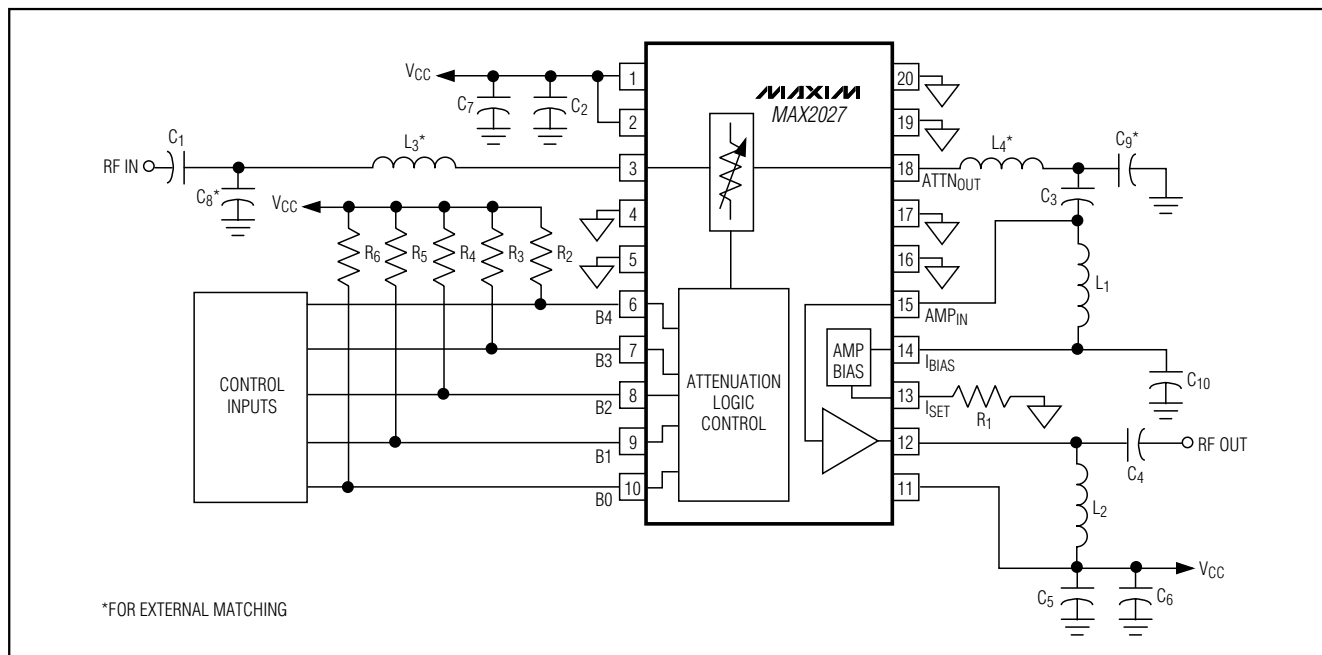 VCC
1
20
C7
C2
MAXIM
MAX2027
2
19
C1
L3*
L4*
C9*
RF IN
3
18
ATTNOUT
C8*
C3
VCC
4
17
R6
R5
R4
R3
R2
5
16
L1
6
15
B4
AMPIN
7
AMP
BIAS
14
B3
IBIAS
CONTROL
INPUTS
ATTENUATION
LOGIC
CONTROL
8
13
C10
B2
ISET
R1
9
12
RF OUT
B1
C4
10
11
B0
L2
VCC
C5
C6
*FOR EXTERNAL MATCHING